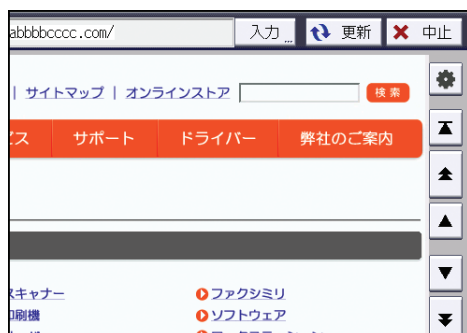 abbbbcccc.com/ 入力 更新 中止
| サイトマップ | オンラインストア 検索
ビス サポート ドライバー 弊社のご案内
スキャナー ファクシミリ
印刷機 ソフトウェア